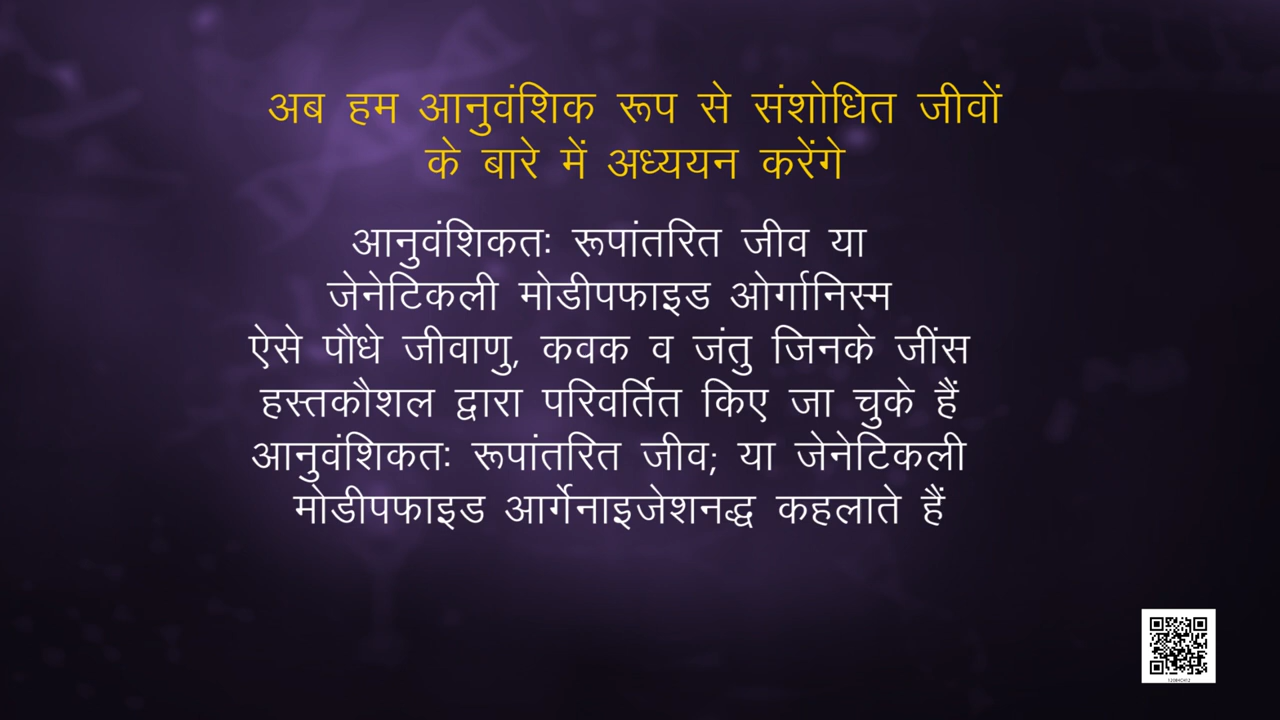 अब हम आनुवंशिक रूप से संशोधित जीवों
के बारे में अध्ययन करेंगे
आनुवंशिकतः रूपांतरित जीव या
जेनेटिकली मोडीपफाइड ओर्गानिस्म
ऐसे पौधे जीवाणु, कवक व जंतु जिनके जींस
हस्तकौशल द्वारा परिवर्तित किए जा चुके हैं
आनुवंशिकतः रूपांतरित जीव; या जेनेटिकली
मोडीपफाइड आर्गेनाइजेशनद्ध कहलाते हैं